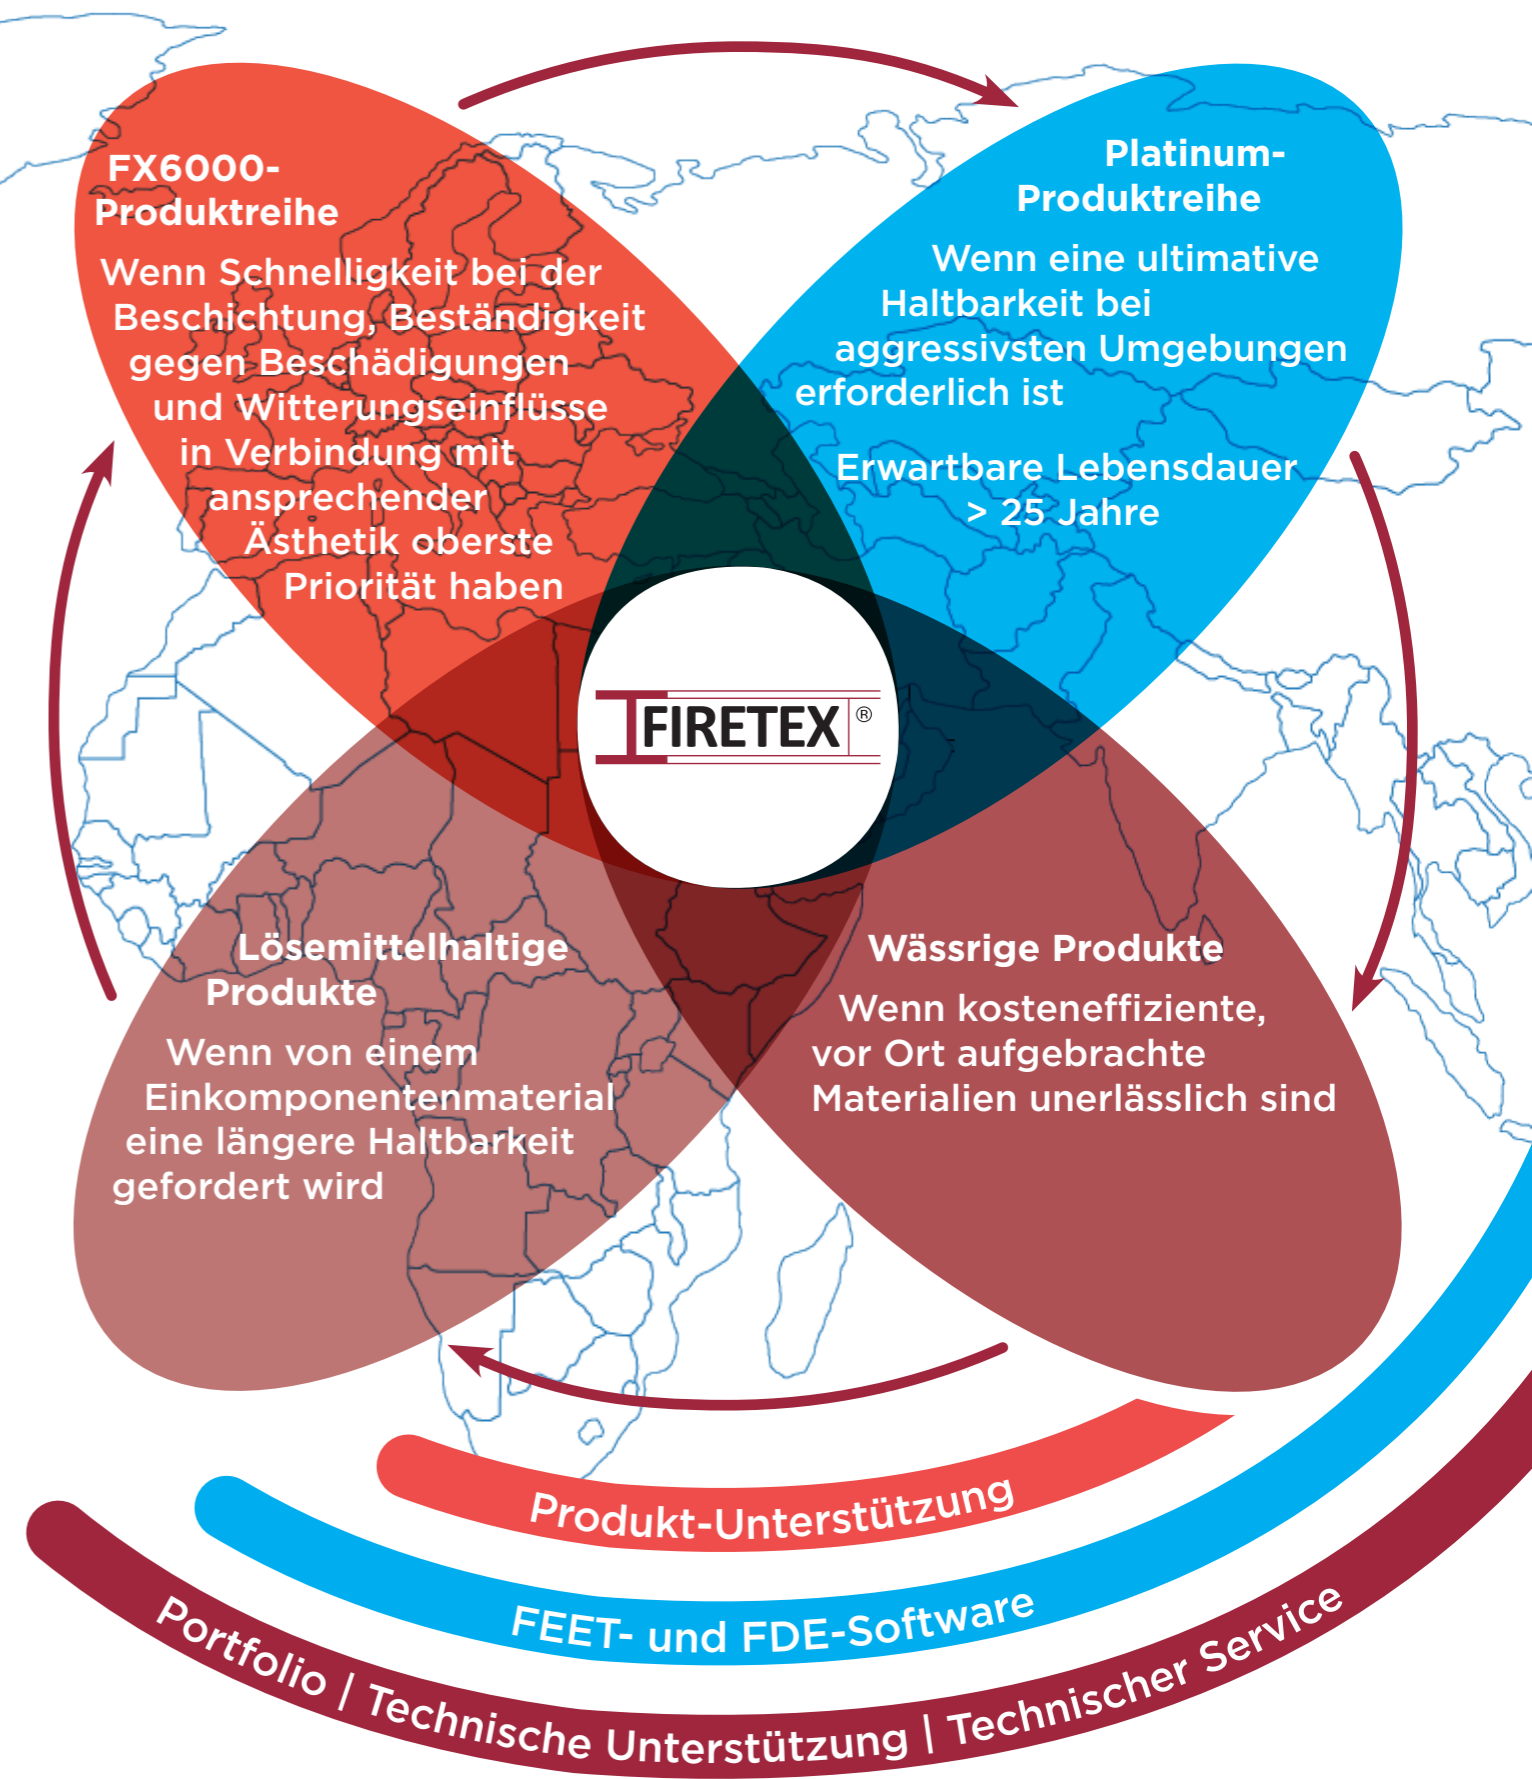 FX6000-
Produktreihe
Wenn Schnelligkeit bei der
Beschichtung, Beständigkeit
gegen Beschädigungen
und Witterungseinflüsse
in Verbindung mit
ansprechender
Ästhetik oberste
Priorität haben
Platinum-
Produktreihe
Wenn eine ultimative
Haltbarkeit bei
aggressivsten Umgebungen
erforderlich ist
Erwartbare Lebensdauer
> 25 Jahre
FIRETEX ®
Lösemittelhaltige
Produkte
Wenn von einem
Einkomponentenmaterial
eine längere Haltbarkeit
gefordert wird
Wässrige Produkte
Wenn kosteneffiziente,
vor Ort aufgebrachte
Materialien unerlässlich sind
Produkt-Unterstützung
FEET- und FDE-Software
Portfolio | Technische Unterstützung | Technischer Service